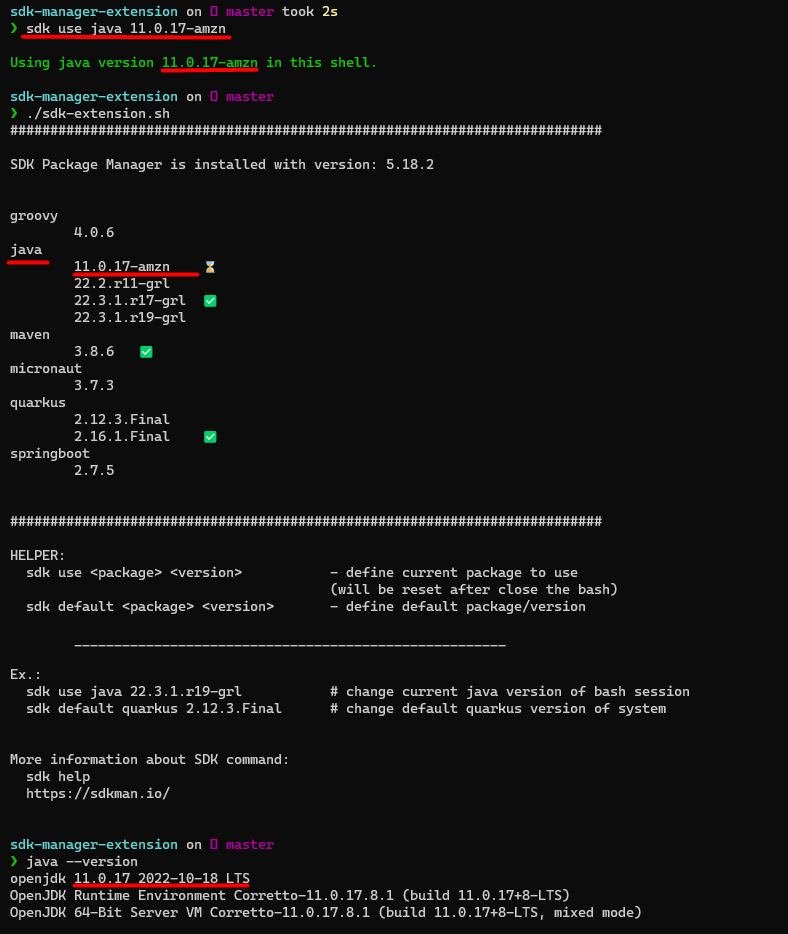 sdk-manager-extension on master took 2s
❯ sdk use java 11.0.17-amzn
Using java version 11.0.17-amzn in this shell.
sdk-manager-extension on master
❯ ./sdk-extension.sh
##########################################################################
SDK Package Manager is installed with version: 5.18.2
groovy
4.0.6
java
11.0.17-amzn ⏳
22.2.r11-grl
22.3.1.r17-grl ✅
22.3.1.r19-grl
maven
3.8.6 ✅
micronaut
3.7.3
quarkus
2.12.3.Final
2.16.1.Final ✅
springboot
2.7.5
##########################################################################
HELPER:
sdk use <package> <version> - define current package to use
(will be reset after close the bash)
sdk default <package> <version> - define default package/version
______________________________________________________
Ex.:
sdk use java 22.3.1.r19-grl # change current java version of bash session
sdk default quarkus 2.12.3.Final # change default quarkus version of system
More information about SDK command:
sdk help
https://sdkman.io/
sdk-manager-extension on master
❯ java --version
openjdk 11.0.17 2022-10-18 LTS
OpenJDK Runtime Environment Corretto-11.0.17.8.1 (build 11.0.17+8-LTS)
OpenJDK 64-Bit Server VM Corretto-11.0.17.8.1 (build 11.0.17+8-LTS, mixed mode)